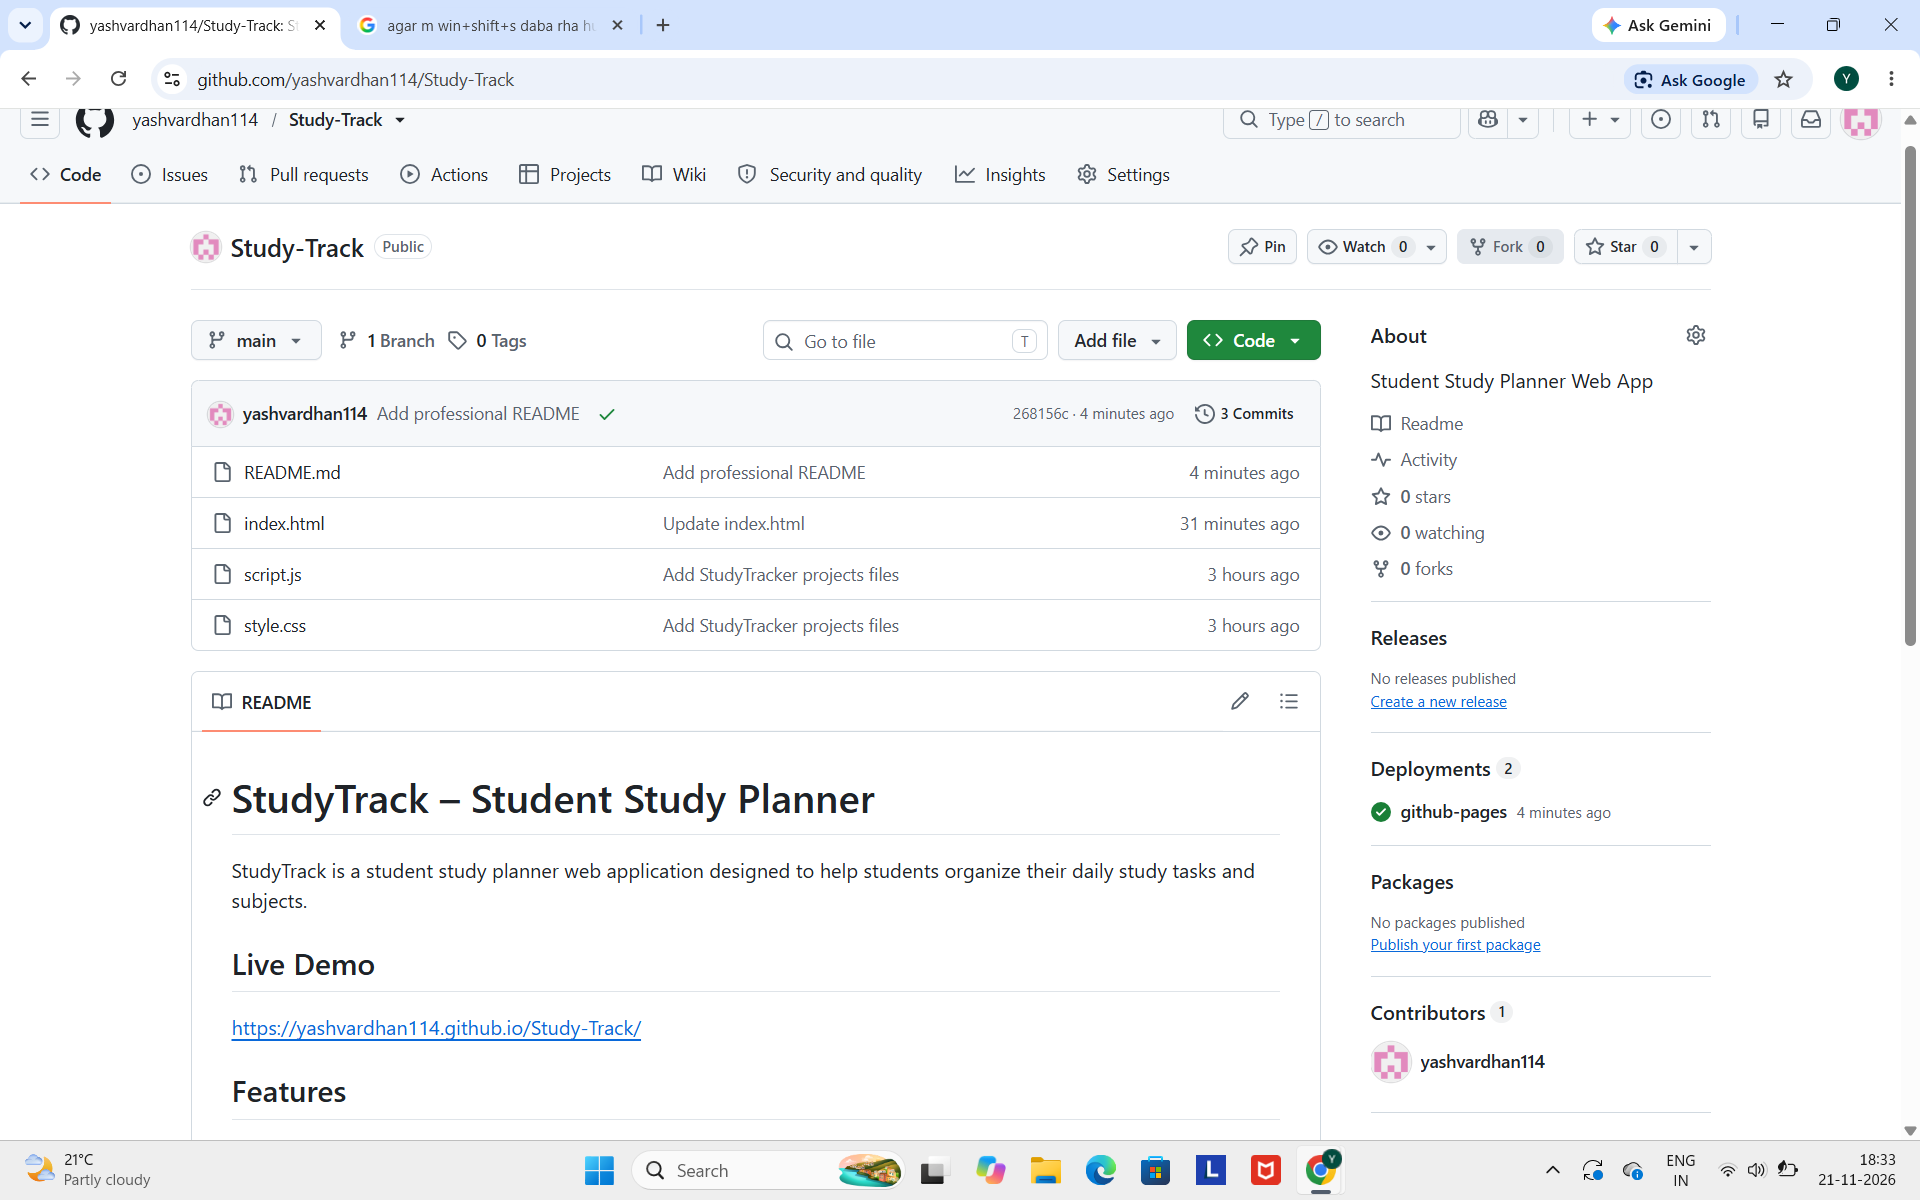 yashvardhan114/Study-Track: St
agar m win+shift+s daba rha hu
Ask Gemini
github.com/yashvardhan114/Study-Track
Ask Google
Y
yashvardhan114 / Study-Track
Type / to search
Code Issues Pull requests Actions Projects Wiki Security and quality Insights Settings
Study-Track Public
Pin Watch 0 Fork 0 Star 0
main 1 Branch 0 Tags
Go to file T
Add file
Code
yashvardhan114 Add professional README 268156c · 4 minutes ago 3 Commits
README.md Add professional README 4 minutes ago
index.html Update index.html 31 minutes ago
script.js Add StudyTracker projects files 3 hours ago
style.css Add StudyTracker projects files 3 hours ago
README
StudyTrack – Student Study Planner
StudyTrack is a student study planner web application designed to help students organize their daily study tasks and
subjects.
Live Demo
https://yashvardhan114.github.io/Study-Track/
Features
About
Student Study Planner Web App
Readme
Activity
0 stars
0 watching
0 forks
Releases
No releases published
Create a new release
Deployments 2
github-pages 4 minutes ago
Packages
No packages published
Publish your first package
Contributors 1
yashvardhan114
21°C
Partly cloudy
Search
L
Y
ENG
IN
18:33
21-11-2026